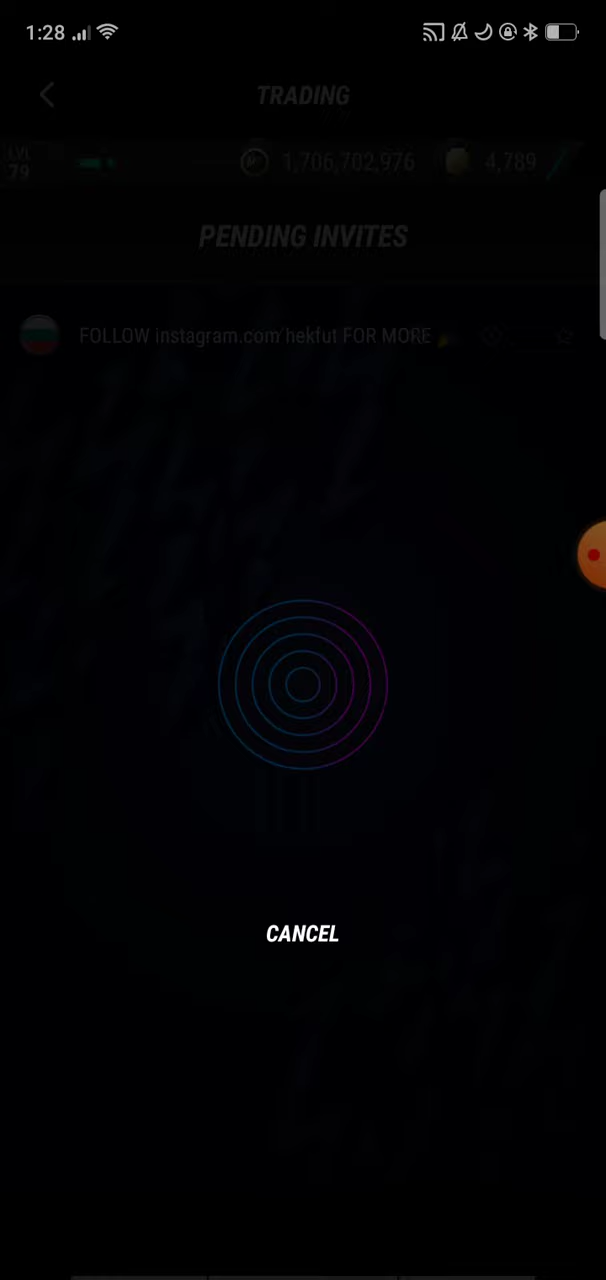 1:28
TRADING
LVL
79
1,706,702,976
4,789
PENDING INVITES
FOLLOW instagram.com/hekfut FOR MORE
CANCEL